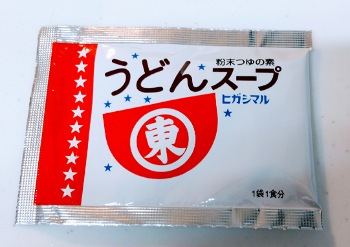 粉末つゆの素
うどんスープ
ヒガシマル
東
1袋1食分